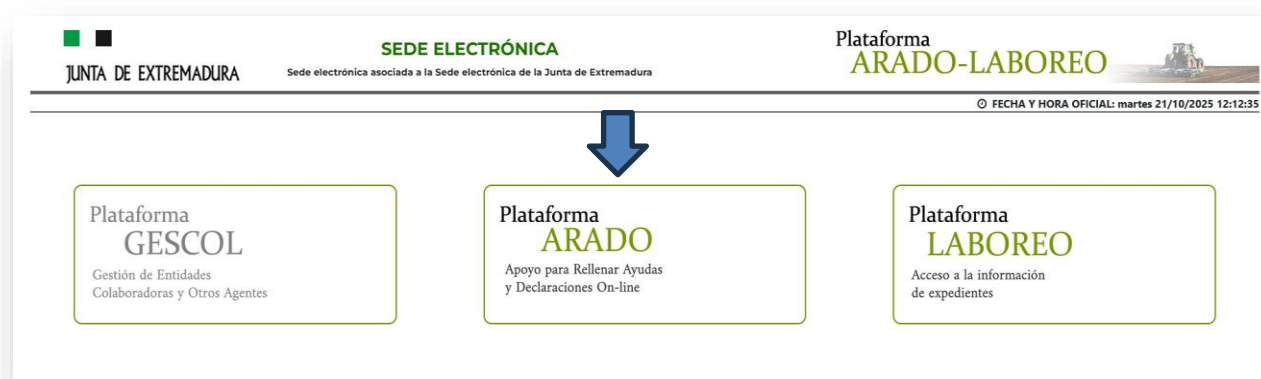 JUNTA DE EXTREMADURA
SEDE ELECTRÓNICA
Sede electrónica asociada a la Sede electrónica de la Junta de Extremadura
Plataforma
ARADO-LABOREO
FECHA Y HORA OFICIAL: martes 21/10/2025 12:12:35
Plataforma
GESCOL
Gestión de Entidades
Colaboradoras y Otros Agentes
Plataforma
ARADO
Apoyo para Rellenar Ayudas
y Declaraciones On-line
Plataforma
LABOREO
Acceso a la información
de expedientes